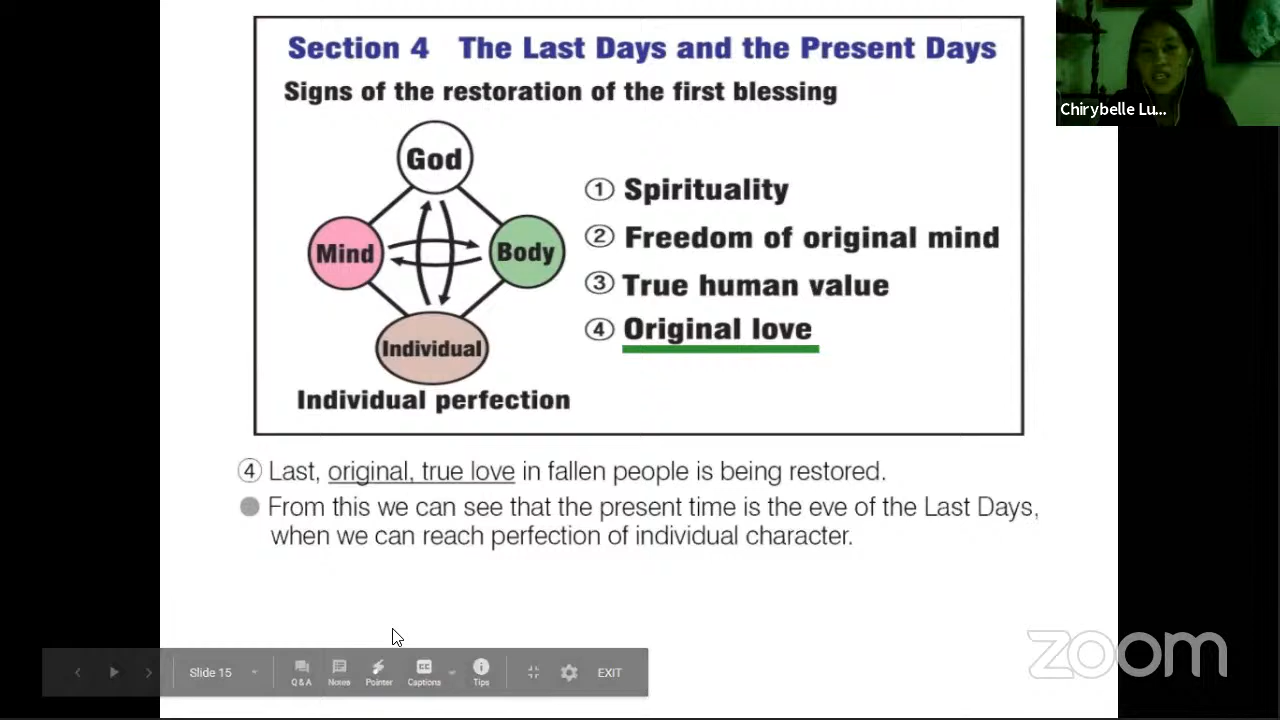 Section 4 The Last Days and the Present Days
Signs of the restoration of the first blessing
God
Mind
Body
Individual
Individual perfection
① Spirituality
② Freedom of original mind
③ True human value
④ Original love
④ Last, original, true love in fallen people is being restored.
● From this we can see that the present time is the eve of the Last Days,
when we can reach perfection of individual character.
Chirybelle Lu...
Slide 15
Q & A
Notes
Pointer
Captions
Tips
EXIT
zoom